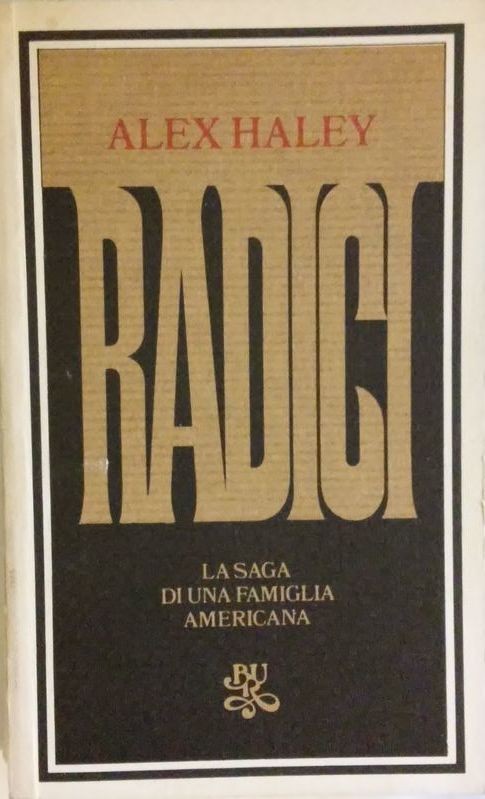 ALEX HALEY
RADICI
LA SAGA
DI UNA FAMIGLIA
AMERICANA
BUR